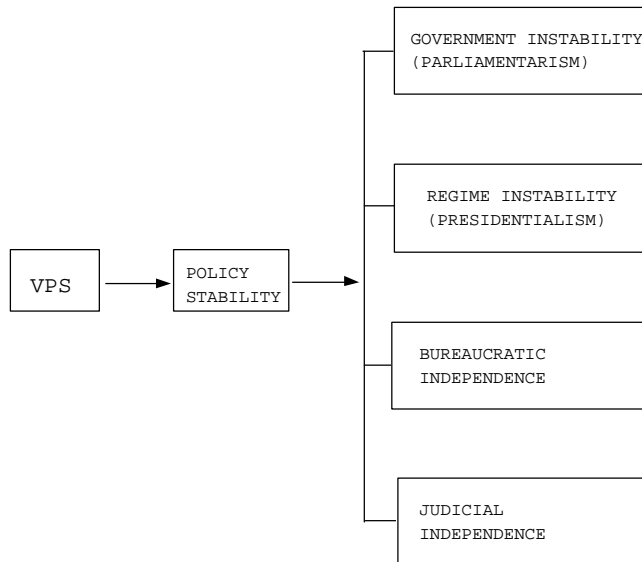 GOVERNMENT INSTABILITY
(PARLIAMENTARISM)
REGIME INSTABILITY
(PRESIDENTIALISM)
VPS
POLICY
STABILITY
BUREAUCRATIC
INDEPENDENCE
JUDICIAL
INDEPENDENCE